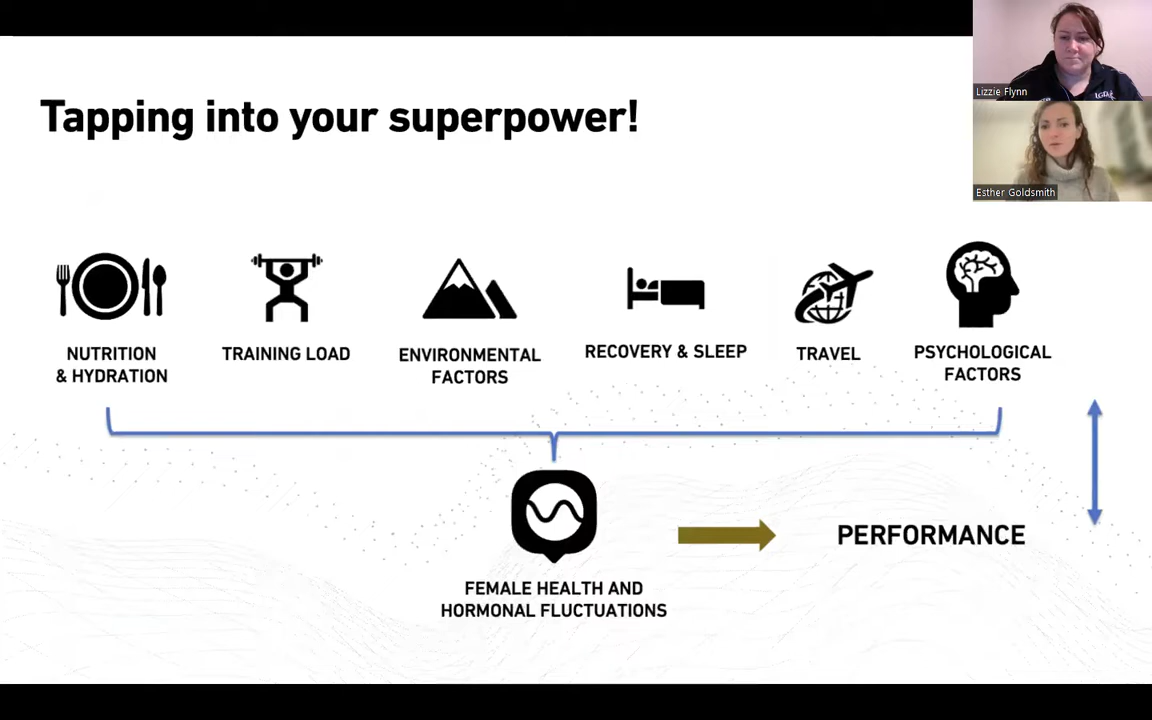 Tapping into your superpower!
Lizzie Flynn
LGFA
Esther Goldsmith
NUTRITION
& HYDRATION
TRAINING LOAD
ENVIRONMENTAL
FACTORS
RECOVERY & SLEEP
TRAVEL
PSYCHOLOGICAL
FACTORS
FEMALE HEALTH AND
HORMONAL FLUCTUATIONS
PERFORMANCE